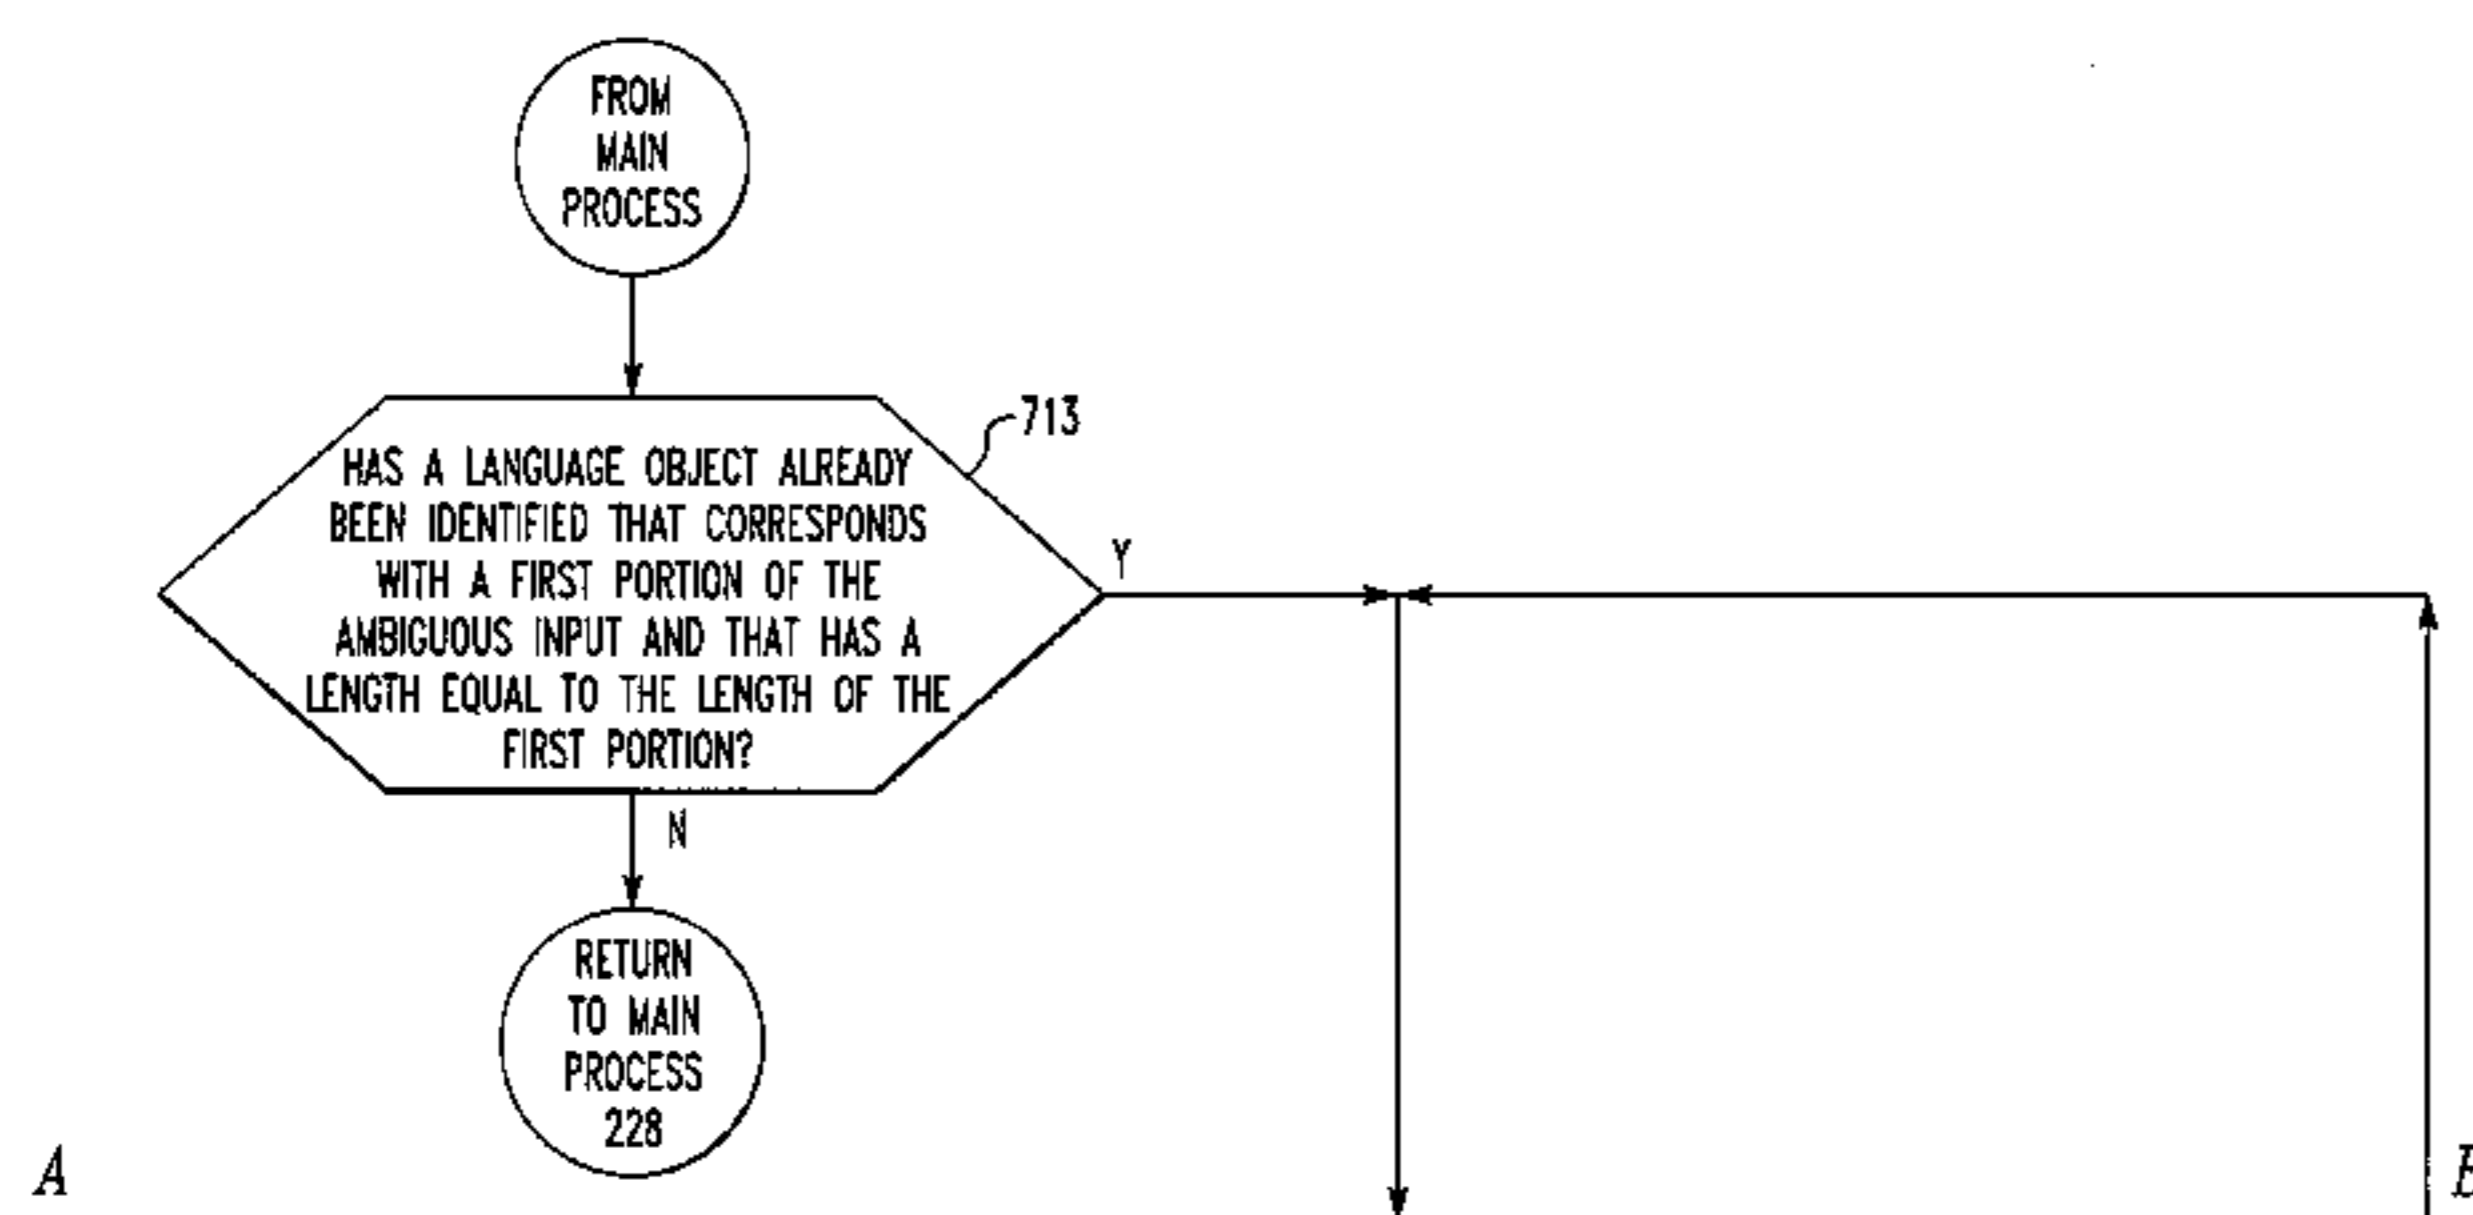 FROM
MAIN
PROCESS
713
HAS A LANGUAGE OBJECT ALREADY
BEEN IDENTIFIED THAT CORRESPONDS
WITH A FIRST PORTION OF THE
AMBIGUOUS INPUT AND THAT HAS A
LENGTH EQUAL TO THE LENGTH OF THE
FIRST PORTION?
Y
N
RETURN
TO MAIN
PROCESS
228
A